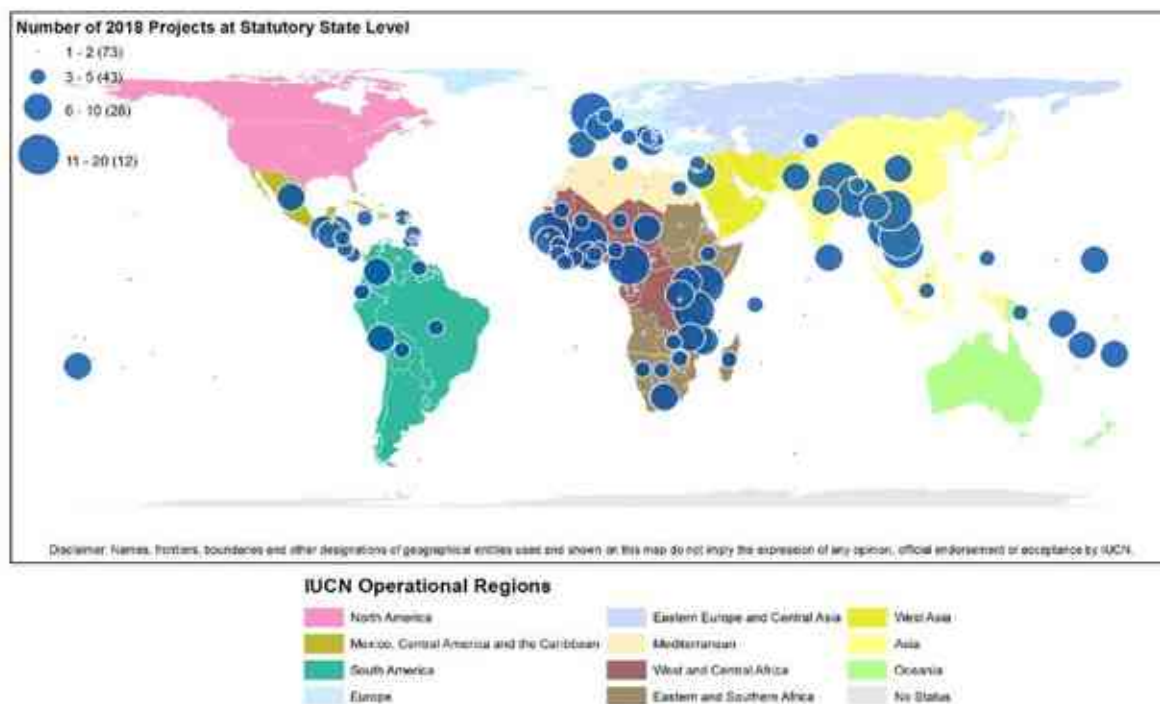 Number of 2018 Projects at Statutory State Level
1 - 2 (73)
3 - 5 (43)
6 - 10 (28)
11 - 20 (12)
Disclaimer: Names, frontiers, boundaries and other designations of geographical entities used and shown on this map do not imply the expression of any opinion, official endorsement or acceptance by IUCN.
IUCN Operational Regions
North America
Mexico, Central America and the Caribbean
South America
Europe
Eastern Europe and Central Asia
Mediterranean
West and Central Africa
Eastern and Southern Africa
West Asia
Asia
Oceania
No Status